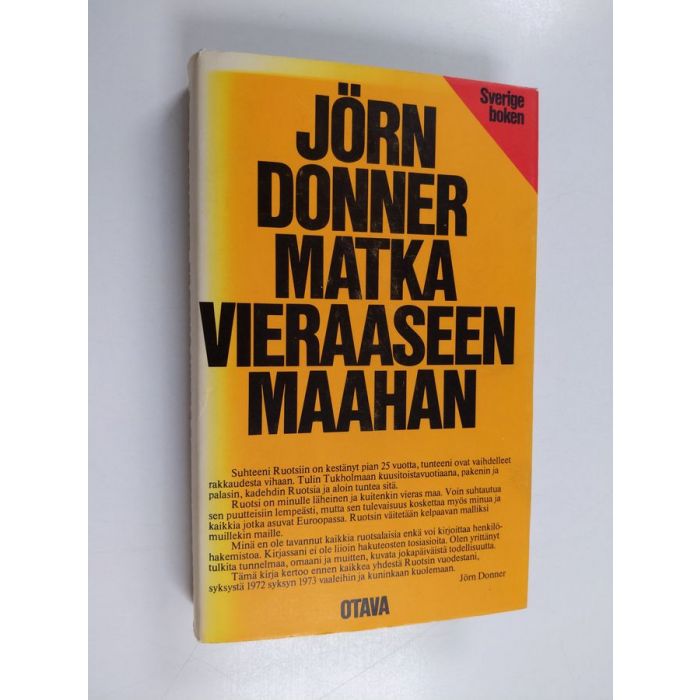 Sverige
boken
JÖRN
DONNER
MATKA
VIERAASEEN
MAAHAN
Suhteeni Ruotsiin on kestänyt pian 25 vuotta, tunteeni ovat vaihdelleet
rakkaudesta vihaan. Tulin Tukholmaan kuusitoistavuotiaana, pakenin ja
palasin, kadehdin Ruotsia ja aloin tuntea sitä.
Ruotsi on minulle läheinen ja kuitenkin vieras maa. Voin suhtautua
sen puutteisiin lempeästi, mutta sen tulevaisuus koskettaa myös minua ja
kaikkia jotka asuvat Euroopassa. Ruotsin väitetään kelpaavan malliksi
muillekin maille.
Minä en ole tavannut kaikkia ruotsalaisia enkä voi kirjoittaa henkilö-
hakemistoa. Kirjassani ei ole liioin hakuteosten tosiasioita. Olen yrittänyt
tulkita tunnelmaa, omaani ja muitten, kuvata jokapäiväistä todellisuutta.
Tämä kirja kertoo ennen kaikkea yhdestä Ruotsin vuodestani,
syksystä 1972 syksyn 1973 vaaleihin ja kuninkaan kuolemaan.
Jörn Donner
OTAVA